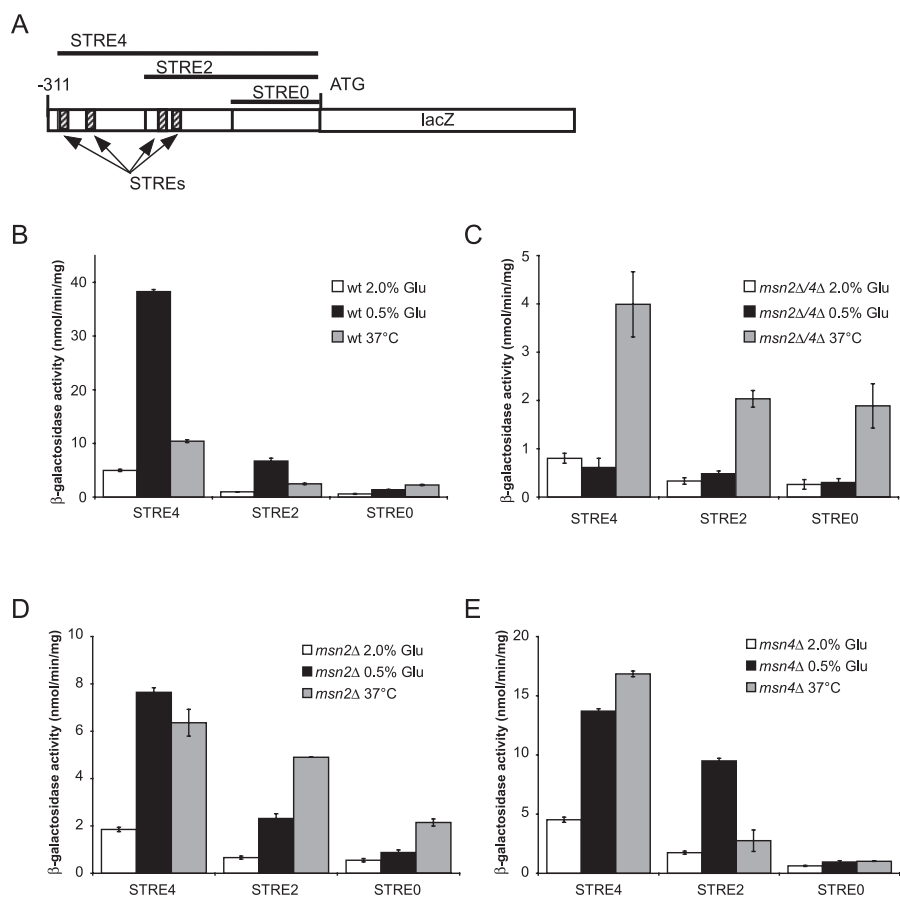 A
STRE4
STRE2
-311
STRE0
ATG
lacZ
STREs
B
β-galactosidase activity (nmol/min/mg)
40
30
20
10
0
wt 2.0% Glu
wt 0.5% Glu
wt 37°C
STRE4
STRE2
STRE0
C
β-galactosidase activity (nmol/min/mg)
5
4
3
2
1
0
msn2Δ/4Δ 2.0% Glu
msn2Δ/4Δ 0.5% Glu
msn2Δ/4Δ 37°C
STRE4
STRE2
STRE0
D
β-galactosidase activity (nmol/min/mg)
10
8
6
4
2
0
msn2Δ 2.0% Glu
msn2Δ 0.5% Glu
msn2Δ 37°C
STRE4
STRE2
STRE0
E
β-galactosidase activity (nmol/min/mg)
20
15
10
5
0
msn4Δ 2.0% Glu
msn4Δ 0.5% Glu
msn4Δ 37°C
STRE4
STRE2
STRE0